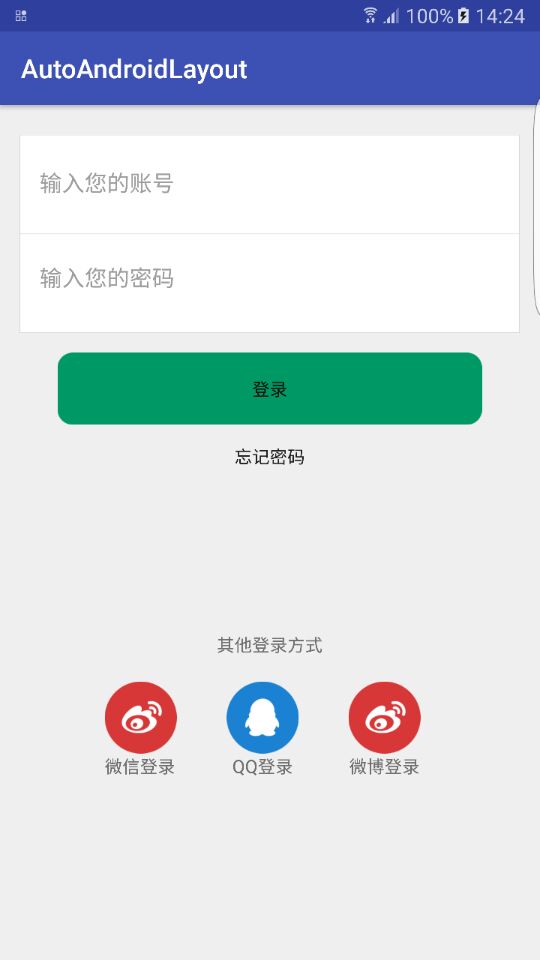 100% 14:24
AutoAndroidLayout
输入您的账号
输入您的密码
登录
忘记密码
其他登录方式
微信登录 QQ登录 微博登录